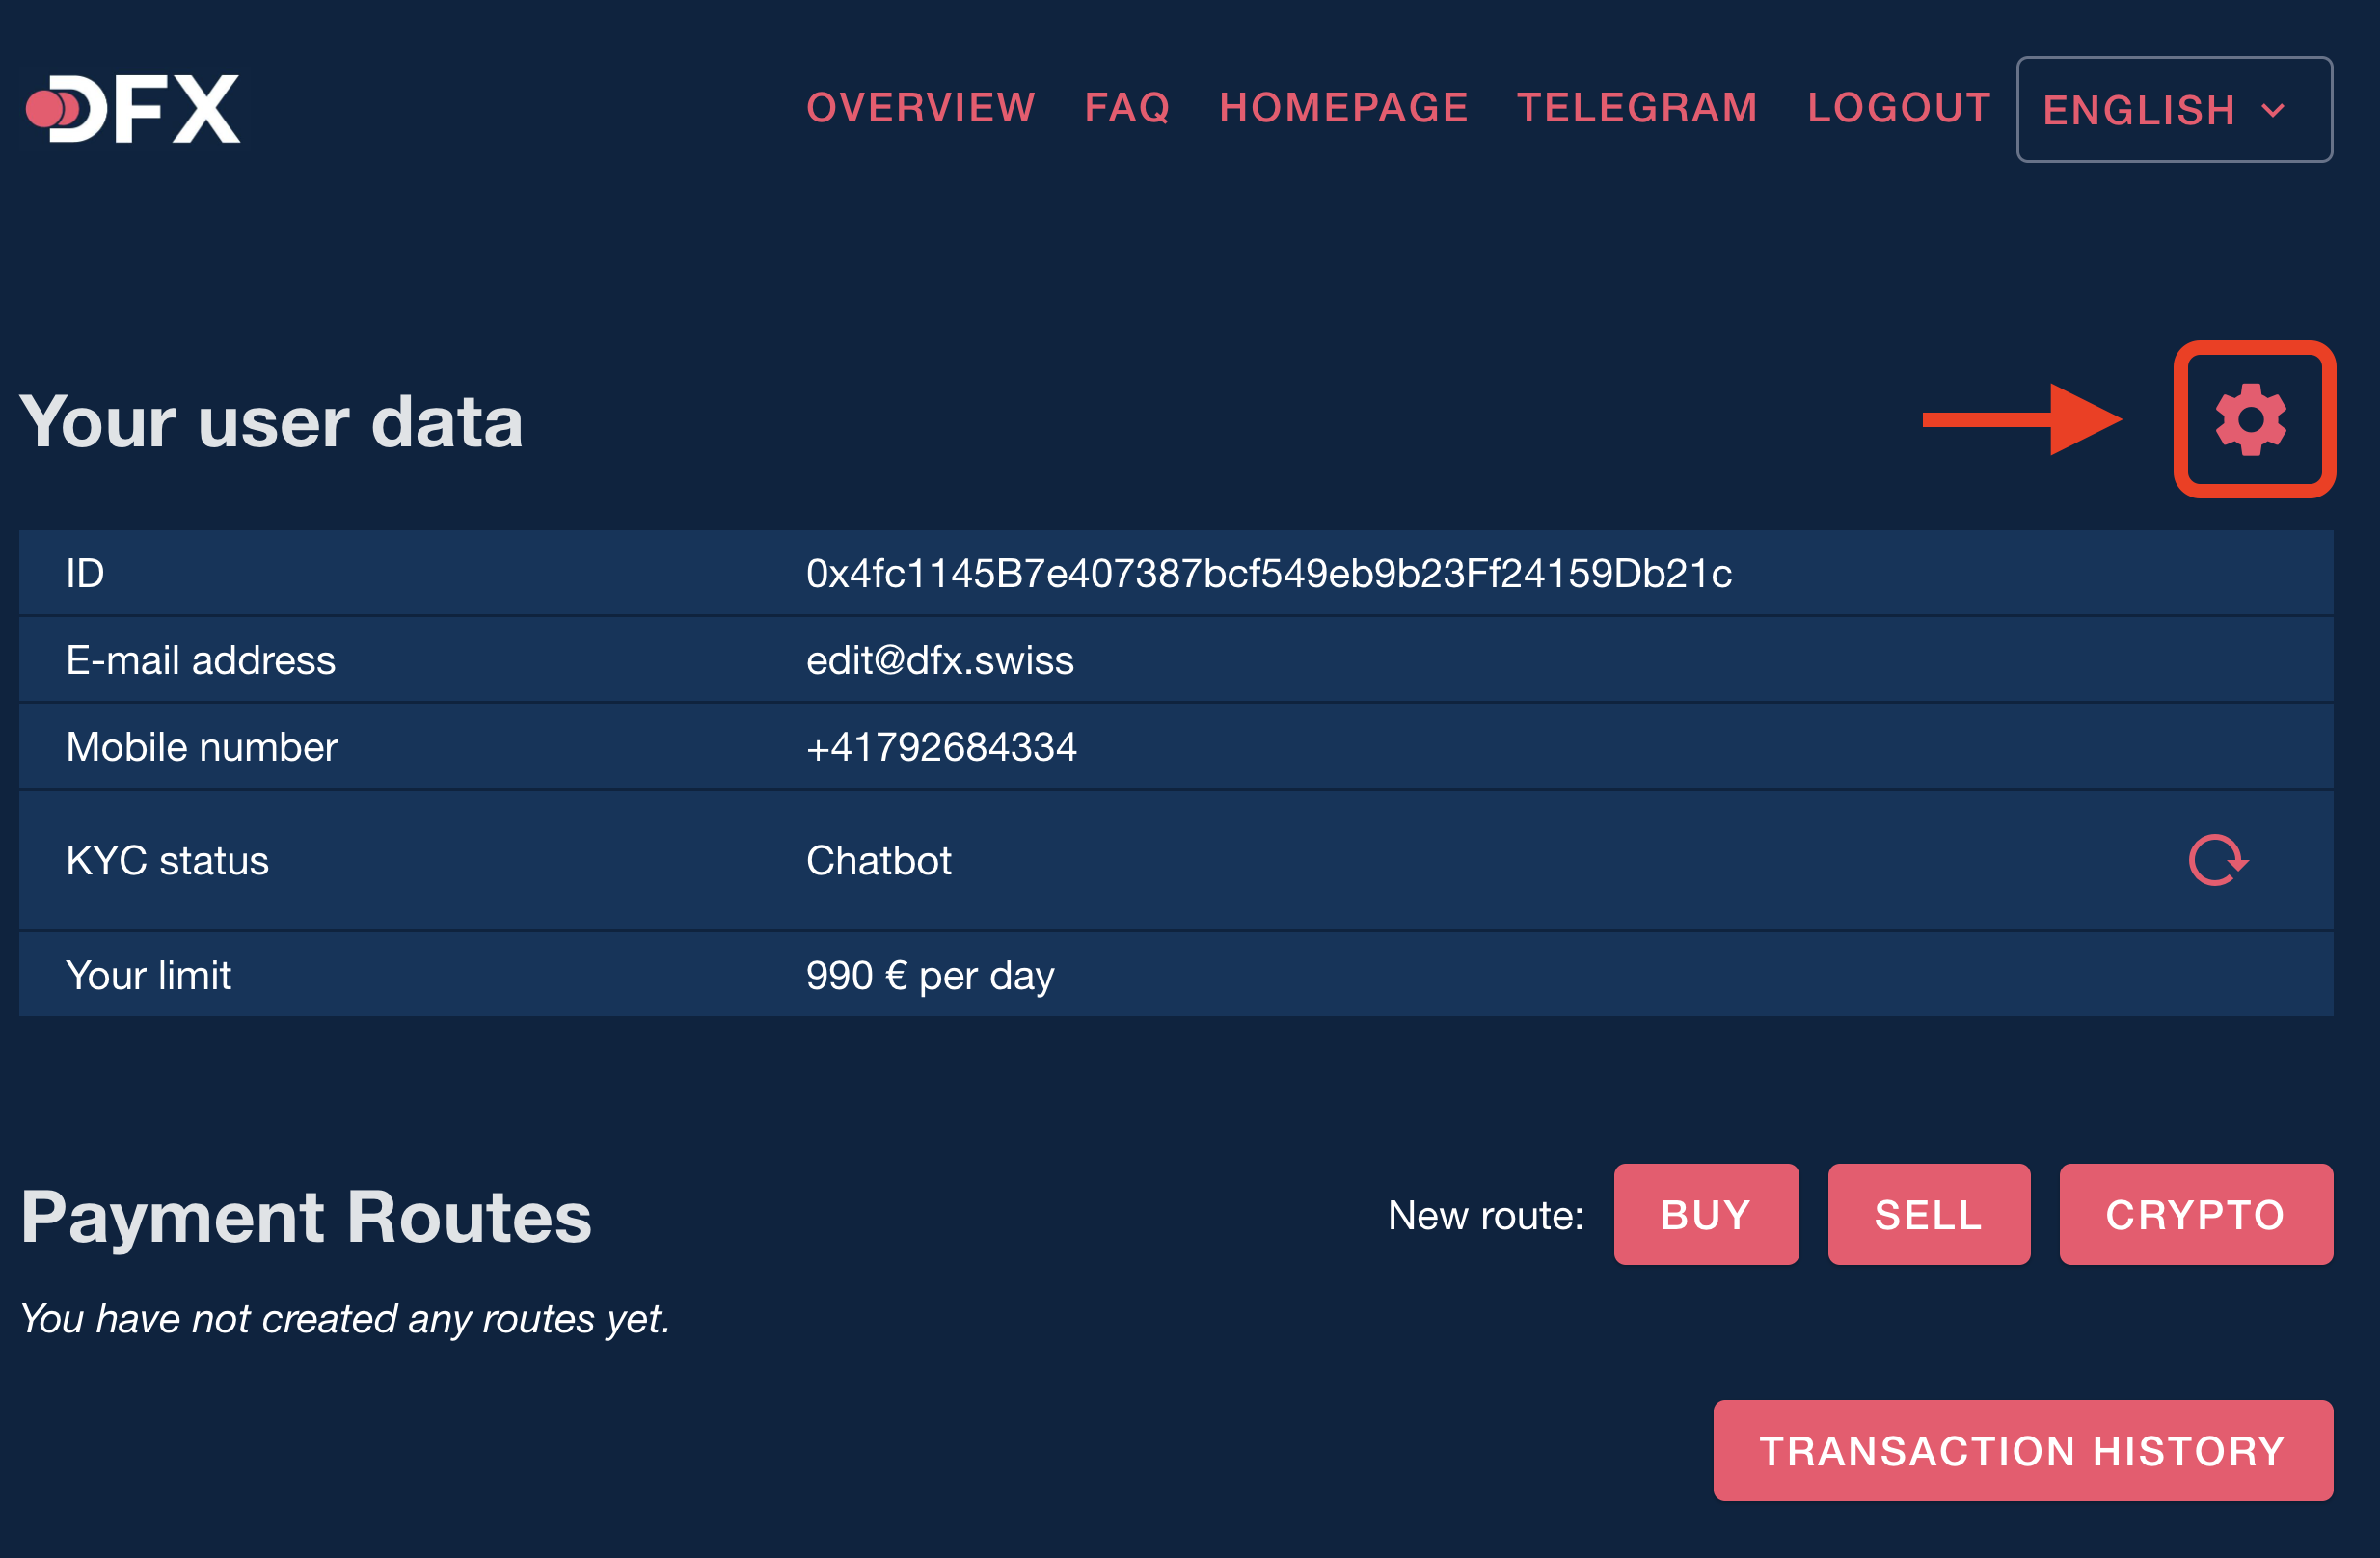 DFX
OVERVIEW FAQ HOMEPAGE TELEGRAM LOGOUT ENGLISH
Your user data
ID 0x4fc1145B7e407387bcf549eb9b23Ff24159Db21c
E-mail address edit@dfx.swiss
Mobile number +41792684334
KYC status Chatbot
Your limit 990 € per day
Payment Routes New route: BUY SELL CRYPTO
You have not created any routes yet.
TRANSACTION HISTORY